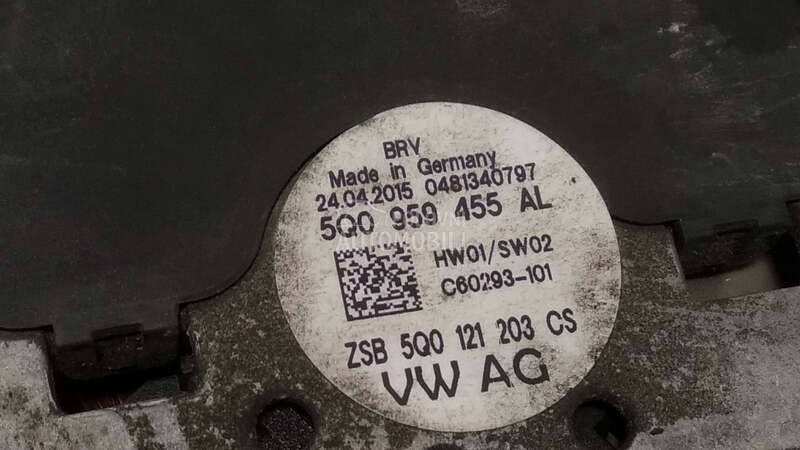 BRV
Made in Germany
24.04.2015 0481340797
5Q0 959 455 AL
AUTOMOBILI
HW01/SW02
C60293-101
ZSB 5Q0 121 203 CS
VW AG